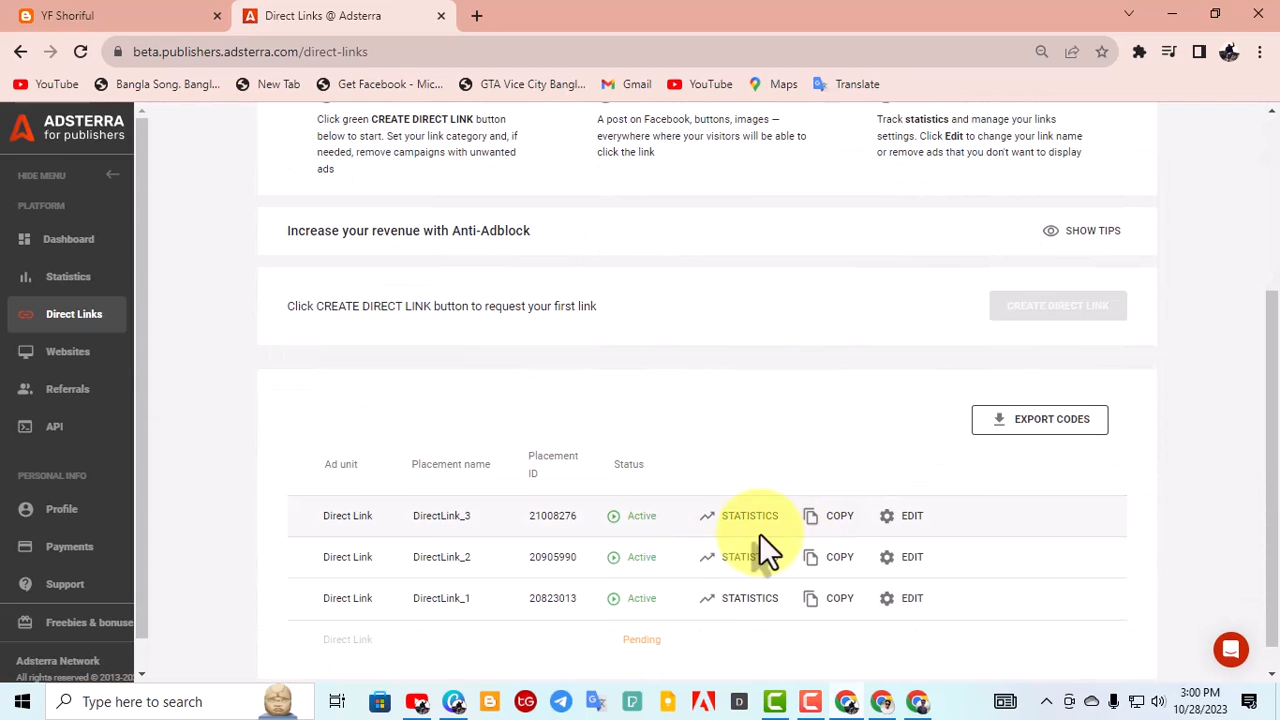 YF Shoriful
Direct Links @ Adsterra
beta.publishers.adsterra.com/direct-links
YouTube
Bangla Song. Bangl...
New Tab
Get Facebook - Mic...
GTA Vice City Bangl...
Gmail
YouTube
Maps
Translate
ADSTERRA
for publishers
HIDE MENU
PLATFORM
Dashboard
Statistics
Direct Links
Websites
Referrals
API
PERSONAL INFO
Profile
Payments
Support
Freebies & bonuse
Adsterra Network
All rights reserved © 2013-20
Click green CREATE DIRECT LINK button
below to start. Set your link category and, if
needed, remove campaigns with unwanted
ads
A post on Facebook, buttons, images —
everywhere where your visitors will be able to
click the link
Track statistics and manage your links
settings. Click Edit to change your link name
or remove ads that you don't want to display
Increase your revenue with Anti-Adblock
SHOW TIPS
Click CREATE DIRECT LINK button to request your first link
CREATE DIRECT LINK
EXPORT CODES
Ad unit Placement name Placement ID Status
Direct Link DirectLink_3 21008276 Active STATISTICS COPY EDIT
Direct Link DirectLink_2 20905990 Active STATIS COPY EDIT
Direct Link DirectLink_1 20823013 Active STATISTICS COPY EDIT
Direct Link Pending
Type here to search
3:00 PM
10/28/2023